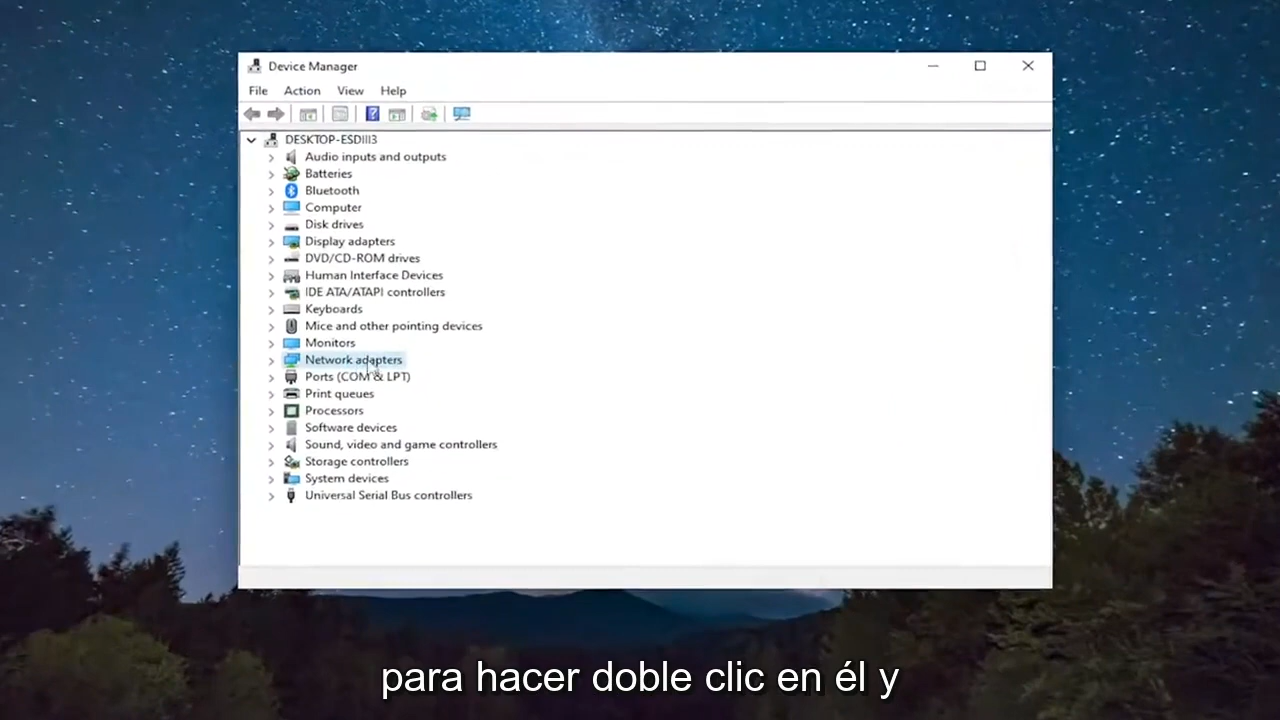 Device Manager
File Action View Help
DESKTOP-ESDIII3
Audio inputs and outputs
Batteries
Bluetooth
Computer
Disk drives
Display adapters
DVD/CD-ROM drives
Human Interface Devices
IDE ATA/ATAPI controllers
Keyboards
Mice and other pointing devices
Monitors
Network adapters
Ports (COM & LPT)
Print queues
Processors
Software devices
Sound, video and game controllers
Storage controllers
System devices
Universal Serial Bus controllers
para hacer doble clic en él y